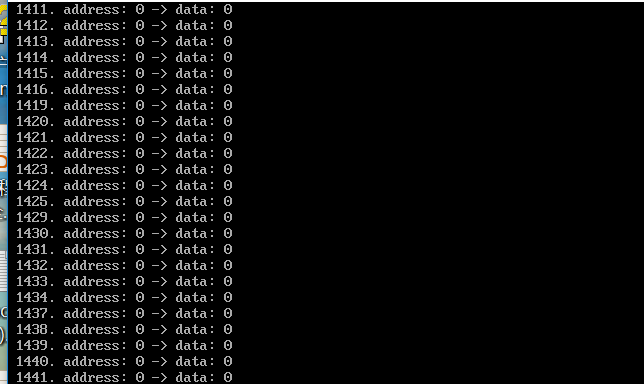 1411. address: 0 -> data: 0
1412. address: 0 -> data: 0
1413. address: 0 -> data: 0
1414. address: 0 -> data: 0
1415. address: 0 -> data: 0
1416. address: 0 -> data: 0
1419. address: 0 -> data: 0
1420. address: 0 -> data: 0
1421. address: 0 -> data: 0
1422. address: 0 -> data: 0
1423. address: 0 -> data: 0
1424. address: 0 -> data: 0
1425. address: 0 -> data: 0
1429. address: 0 -> data: 0
1430. address: 0 -> data: 0
1431. address: 0 -> data: 0
1432. address: 0 -> data: 0
1433. address: 0 -> data: 0
1434. address: 0 -> data: 0
1437. address: 0 -> data: 0
1438. address: 0 -> data: 0
1439. address: 0 -> data: 0
1440. address: 0 -> data: 0
1441. address: 0 -> data: 0